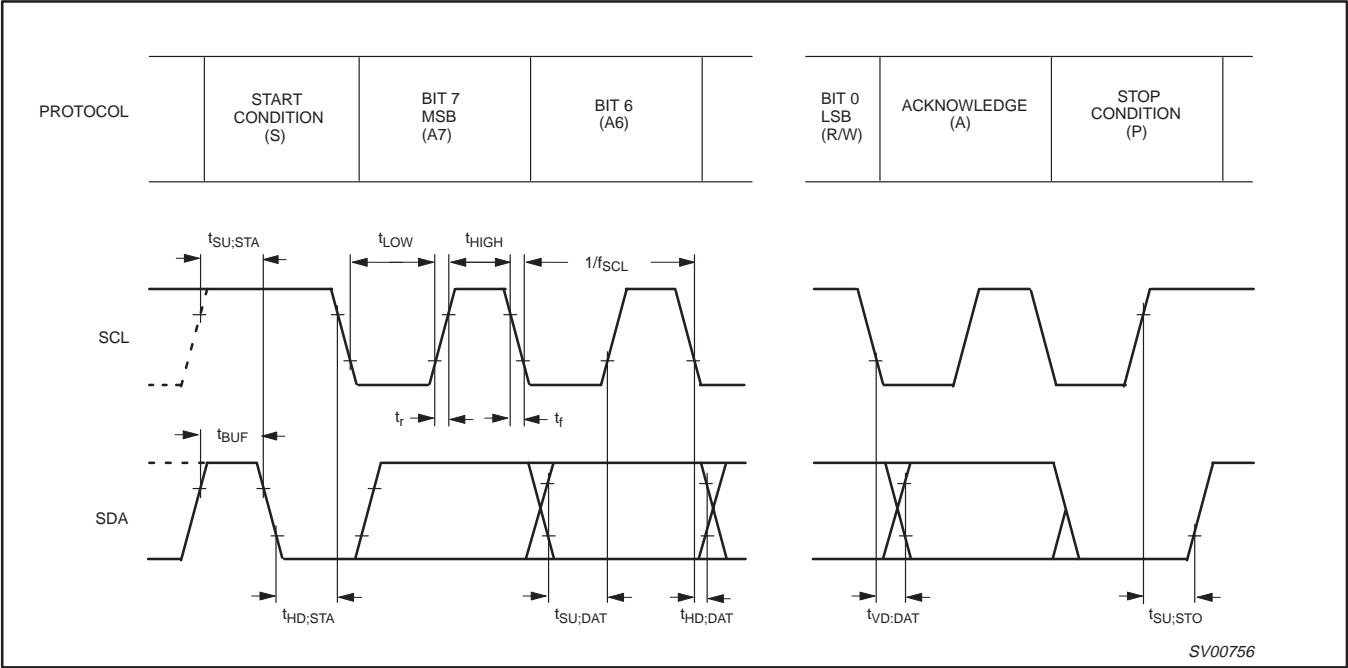 PROTOCOL
START
CONDITION
(S)
BIT 7
MSB
(A7)
BIT 6
(A6)
BIT 0
LSB
(R/W)
ACKNOWLEDGE
(A)
STOP
CONDITION
(P)
tSU;STA
tLOW
tHIGH
1/fSCL
SCL
tr
tf
tBUF
SDA
tHD;STA
tSU;DAT
tHD;DAT
tVD:DAT
tSU;STO
SV00756